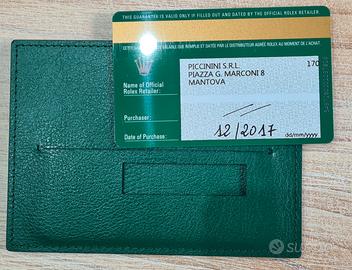 THIS GUARANTEE IS VALID ONLY IF FILLED OUT AND DATED BY THE OFFICIAL ROLEX RETAILER.
CETTE GARANTIE N'EST VALABLE QUE REMPLIE ET DATÉE PAR LE DISTRIBUTEUR AGRÉÉ ROLEX AU MOMENT DE L'ACHAT.
PICCININI S.R.L. 170
PIAZZA G. MARCONI 8
MANTOVA
Name of Official
Rolex Retailer:
Purchaser:
Date of Purchase: 12/2017
dd/mm/yyyy